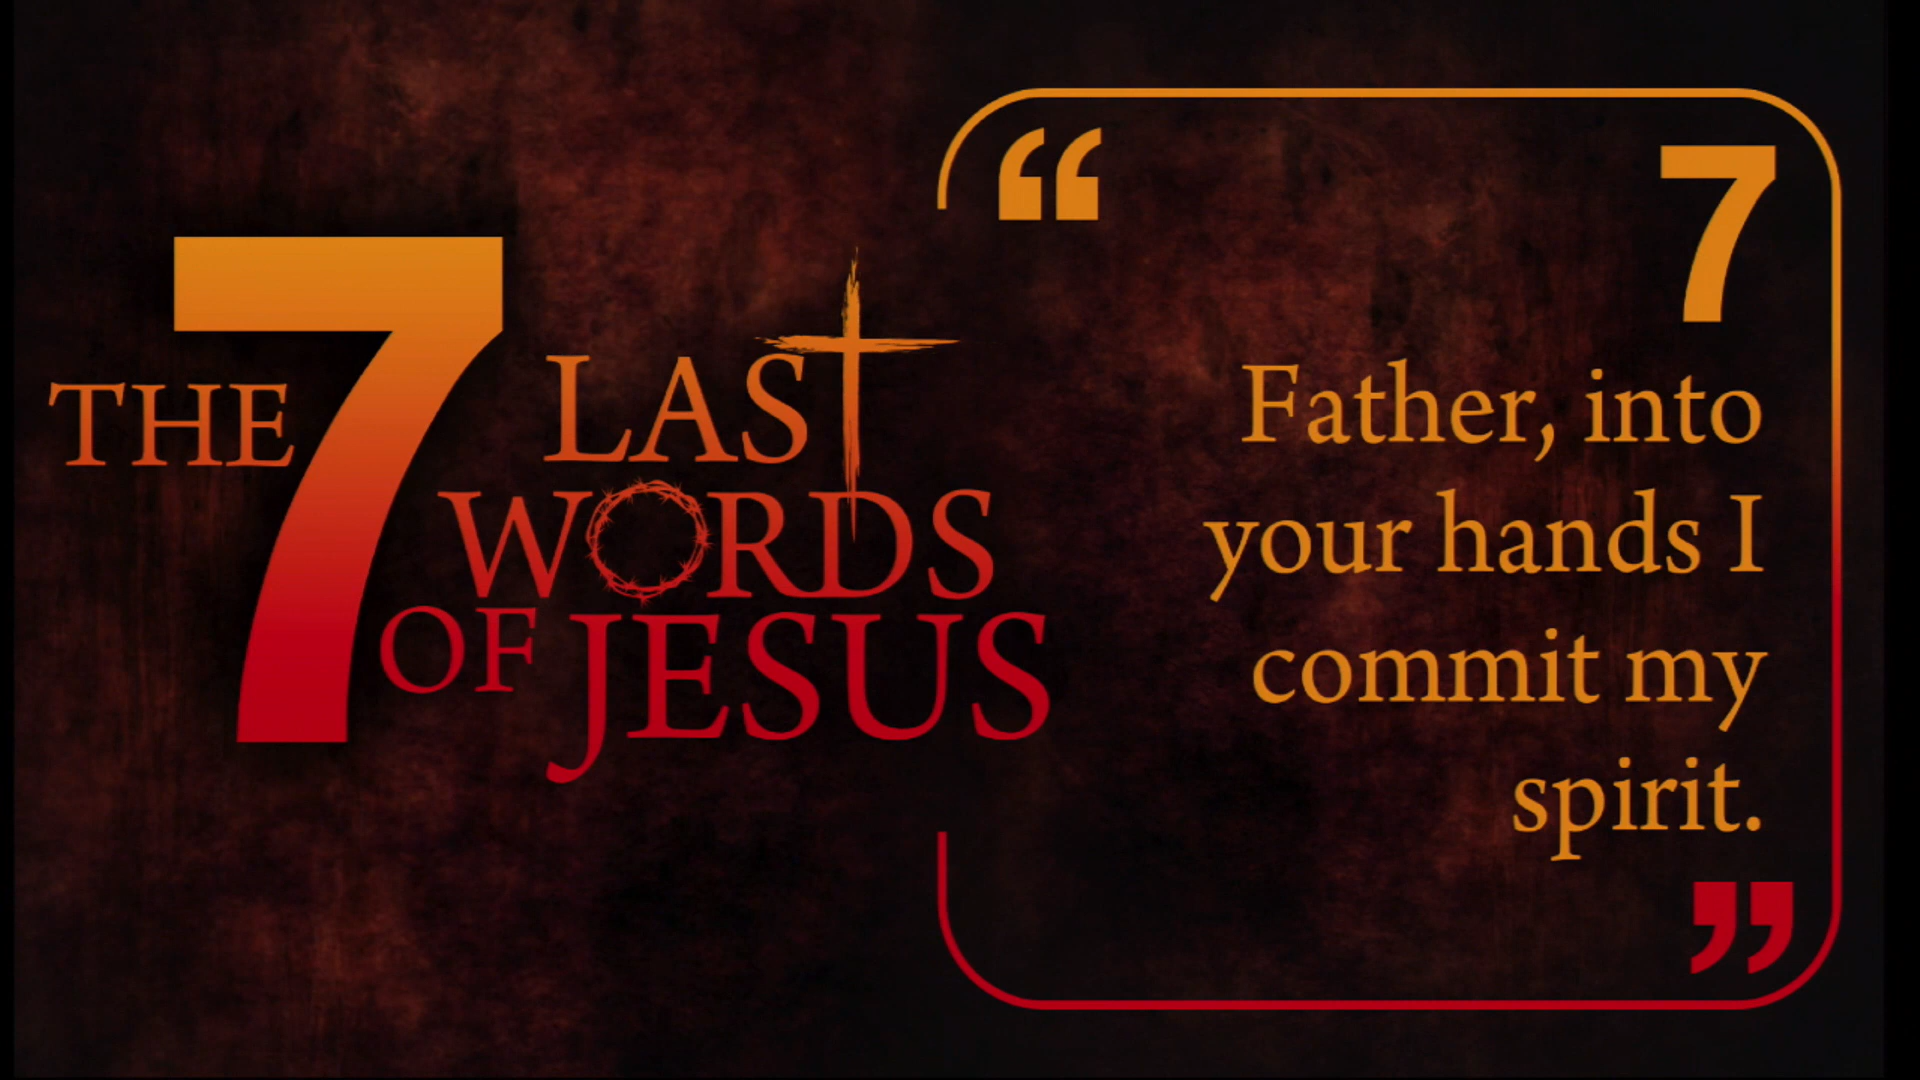 THE 7 LAST
WORDS
OF JESUS
“
7
Father, into
your hands I
commit my
spirit.
”